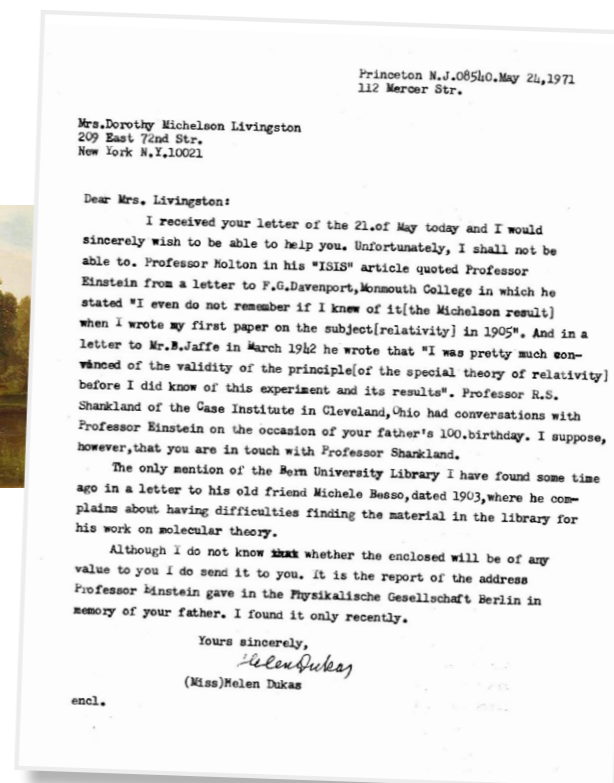 Princeton N.J.08540.May 24,1971
112 Mercer Str.
Mrs.Dorothy Michelson Livingston
209 East 72nd Str.
New York N.Y.10021
Dear Mrs. Livingston:
I received your letter of the 21.of May today and I would
sincerely wish to be able to help you. Unfortunately, I shall not be
able to. Professor Holton in his "ISIS" article quoted Professor
Einstein from a letter to F.G.Davenport,Monmouth College in which he
stated "I even do not remember if I knew of it[the Michelson result]
when I wrote my first paper on the subject[relativity] in 1905". And in a
letter to Mr.B.Jaffe in March 1942 he wrote that "I was pretty much con-
vinced of the validity of the principle[of the special theory of relativity]
before I did know of this experiment and its results". Professor R.S.
Shankland of the Case Institute in Cleveland,Ohio had conversations with
Professor Einstein on the occasion of your father's 100.birthday. I suppose,
however,that you are in touch with Professor Shankland.
The only mention of the Bern University Library I have found some time
ago in a letter to his old friend Michele Besso,dated 1903,where he com-
plains about having difficulties finding the material in the library for
his work on molecular theory.
Although I do not know that whether the enclosed will be of any
value to you I do send it to you. It is the report of the address
Professor Einstein gave in the Physikalische Gesellschaft Berlin in
memory of your father. I found it only recently.
Yours sincerely,
Helen Dukas
(Miss)Helen Dukas
encl.